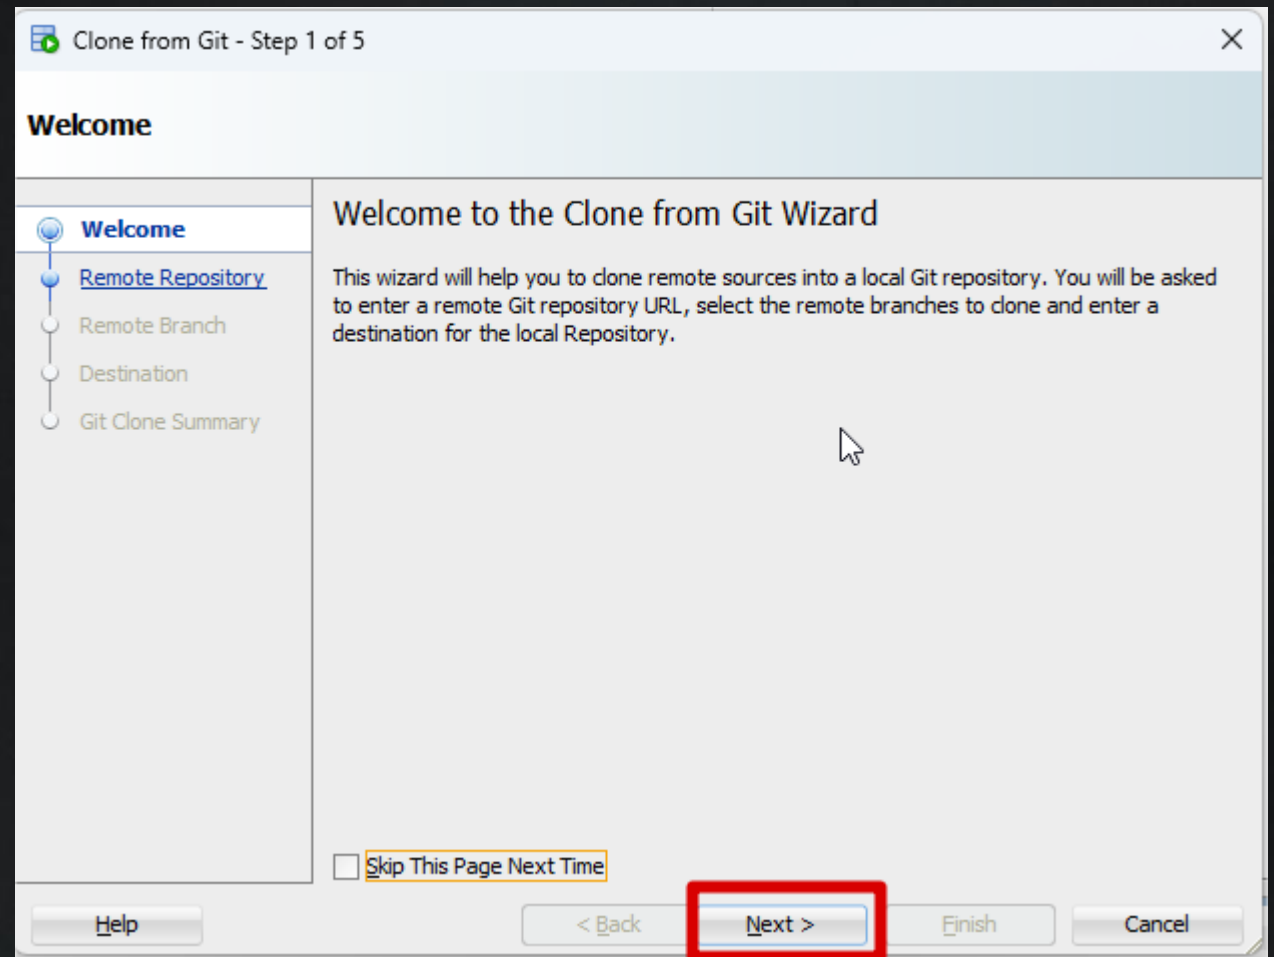 Clone from Git - Step 1 of 5
Welcome
Welcome
Remote Repository
Remote Branch
Destination
Git Clone Summary
Welcome to the Clone from Git Wizard
This wizard will help you to clone remote sources into a local Git repository. You will be asked
to enter a remote Git repository URL, select the remote branches to clone and enter a
destination for the local Repository.
Skip This Page Next Time
Help
< Back
Next >
Finish
Cancel